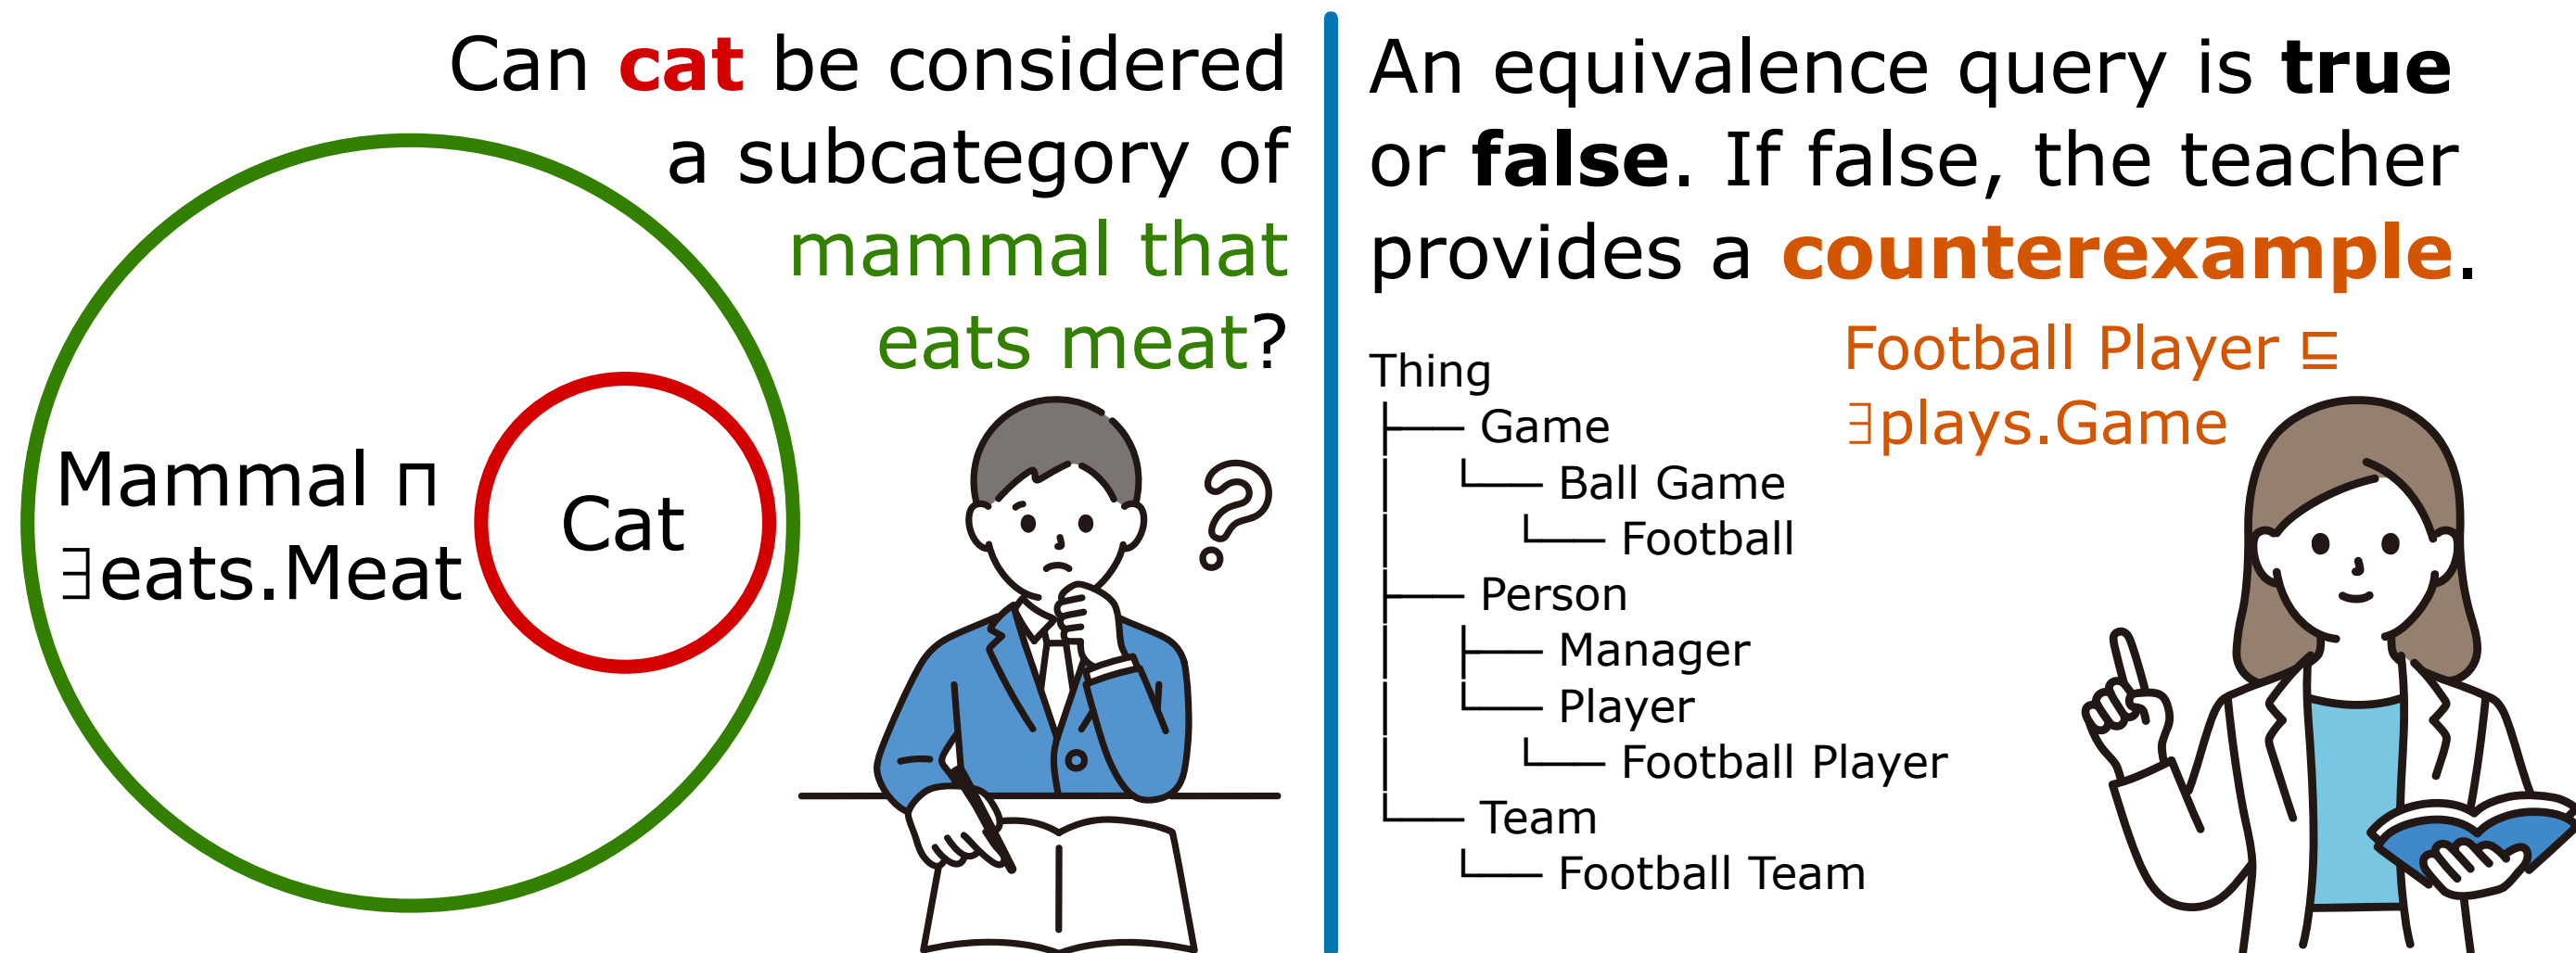 Can cat be considered
a subcategory of
mammal that
eats meat?
Mammal ⊓
∃eats.Meat
Cat
An equivalence query is true
or false. If false, the teacher
provides a counterexample.
Football Player ⊑
∃plays.Game
Thing
Game
Ball Game
Football
Person
Manager
Player
Football Player
Team
Football Team